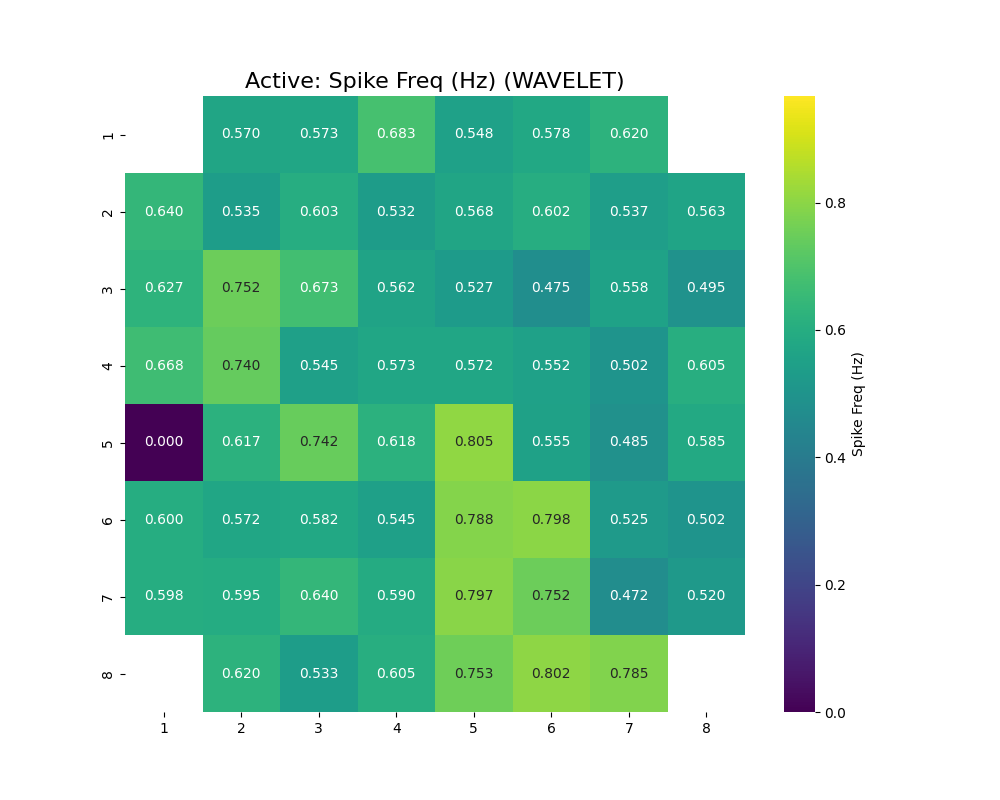 Active: Spike Freq (Hz) (WAVELET)
1 0.570 0.573 0.683 0.548 0.578 0.620
2 0.640 0.535 0.603 0.532 0.568 0.602 0.537 0.563
3 0.627 0.752 0.673 0.562 0.527 0.475 0.558 0.495
4 0.668 0.740 0.545 0.573 0.572 0.552 0.502 0.605
5 0.000 0.617 0.742 0.618 0.805 0.555 0.485 0.585
6 0.600 0.572 0.582 0.545 0.788 0.798 0.525 0.502
7 0.598 0.595 0.640 0.590 0.797 0.752 0.472 0.520
8 0.620 0.533 0.605 0.753 0.802 0.785
1 2 3 4 5 6 7 8
0.8
0.6
0.4
0.2
0.0
Spike Freq (Hz)